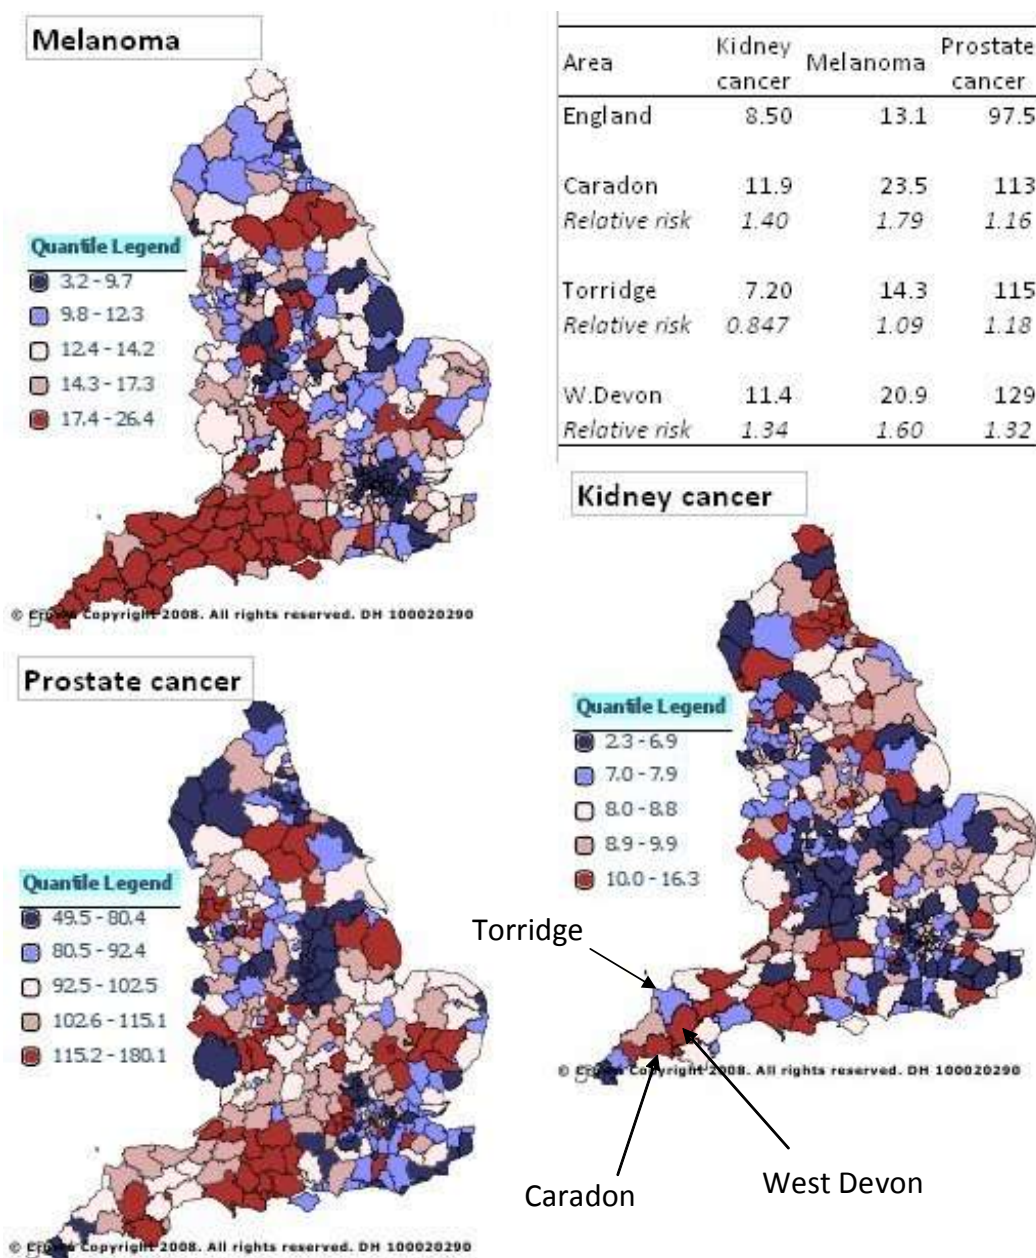 Melanoma
Quantile Legend
3.2 - 9.7
9.8 - 12.3
12.4 - 14.2
14.3 - 17.3
17.4 - 26.4
© Crown Copyright 2008. All rights reserved. DH 100020290
Area Kidney cancer Melanoma Prostate cancer
England 8.50 13.1 97.5
Caradon 11.9 23.5 113
Relative risk 1.40 1.79 1.16
Torridge 7.20 14.3 115
Relative risk 0.847 1.09 1.18
W.Devon 11.4 20.9 129
Relative risk 1.34 1.60 1.32
Kidney cancer
Quantile Legend
2.3 - 6.9
7.0 - 7.9
8.0 - 8.8
8.9 - 9.9
10.0 - 16.3
Torridge
© Crown Copyright 2008. All rights reserved. DH 100020290
Caradon
West Devon
Prostate cancer
Quantile Legend
49.5 - 80.4
80.5 - 92.4
92.5 - 102.5
102.6 - 115.1
115.2 - 180.1
© Crown Copyright 2008. All rights reserved. DH 100020290